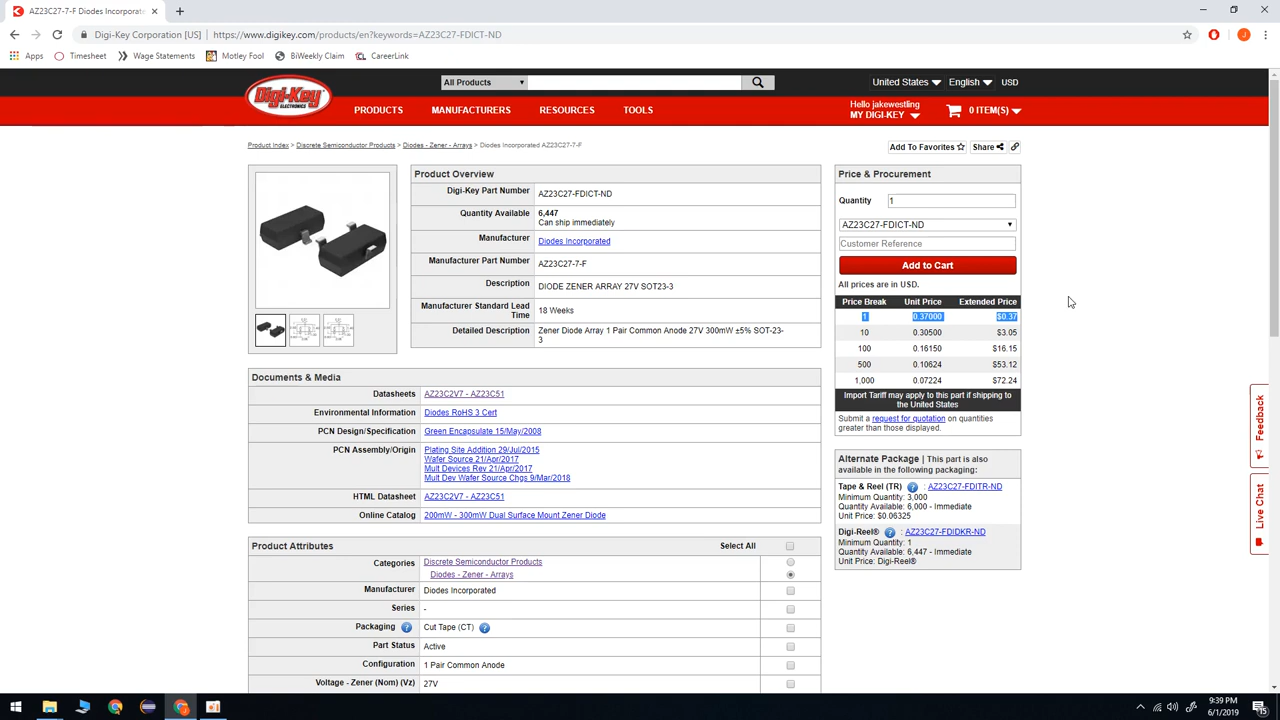 AZ23C27-7-F Diodes Incorporate
Digi-Key Corporation [US] | https://www.digikey.com/products/en?keywords=AZ23C27-FDICT-ND
J
Apps Timesheet Wage Statements Motley Fool BiWeekly Claim CareerLink
Digi-Key
ELECTRONICS
All Products
United States English USD
PRODUCTS MANUFACTURERS RESOURCES TOOLS
Hello jakewestling
MY DIGI-KEY
0 ITEM(S)
Product Index > Discrete Semiconductor Products > Diodes - Zener - Arrays > Diodes Incorporated AZ23C27-7-F
Add To Favorites Share
Product Overview
Digi-Key Part Number AZ23C27-FDICT-ND
Quantity Available 6,447
Can ship immediately
Manufacturer Diodes Incorporated
Manufacturer Part Number AZ23C27-7-F
Description DIODE ZENER ARRAY 27V SOT23-3
Manufacturer Standard Lead Time 18 Weeks
Detailed Description Zener Diode Array 1 Pair Common Anode 27V 300mW ±5% SOT-23-
3
Price & Procurement
Quantity 1
AZ23C27-FDICT-ND
Customer Reference
Add to Cart
All prices are in USD.
Price Break Unit Price Extended Price
1 0.37000 $0.37
10 0.30500 $3.05
100 0.16150 $16.15
500 0.10624 $53.12
1,000 0.07224 $72.24
Import Tariff may apply to this part if shipping to
the United States
Submit a request for quotation on quantities
greater than those displayed.
Alternate Package | This part is also
available in the following packaging:
Tape & Reel (TR) ? : AZ23C27-FDITR-ND
Minimum Quantity: 3,000
Quantity Available: 6,000 - Immediate
Unit Price: $0.06325
Digi-Reel® ? : AZ23C27-FDIDKR-ND
Minimum Quantity: 1
Quantity Available: 6,447 - Immediate
Unit Price: Digi-Reel®
Documents & Media
Datasheets AZ23C2V7 - AZ23C51
Environmental Information Diodes RoHS 3 Cert
PCN Design/Specification Green Encapsulate 15/May/2008
PCN Assembly/Origin Plating Site Addition 29/Jul/2015
Wafer Source 21/Apr/2017
Mult Devices Rev 21/Apr/2017
Mult Dev Wafer Source Chgs 9/Mar/2018
HTML Datasheet AZ23C2V7 - AZ23C51
Online Catalog 200mW - 300mW Dual Surface Mount Zener Diode
Product Attributes Select All
Categories Discrete Semiconductor Products
Diodes - Zener - Arrays
Manufacturer Diodes Incorporated
Series -
Packaging ? Cut Tape (CT) ?
Part Status Active
Configuration 1 Pair Common Anode
Voltage - Zener (Nom) (Vz) 27V
Feedback
Live Chat
9:39 PM
6/1/2019
15